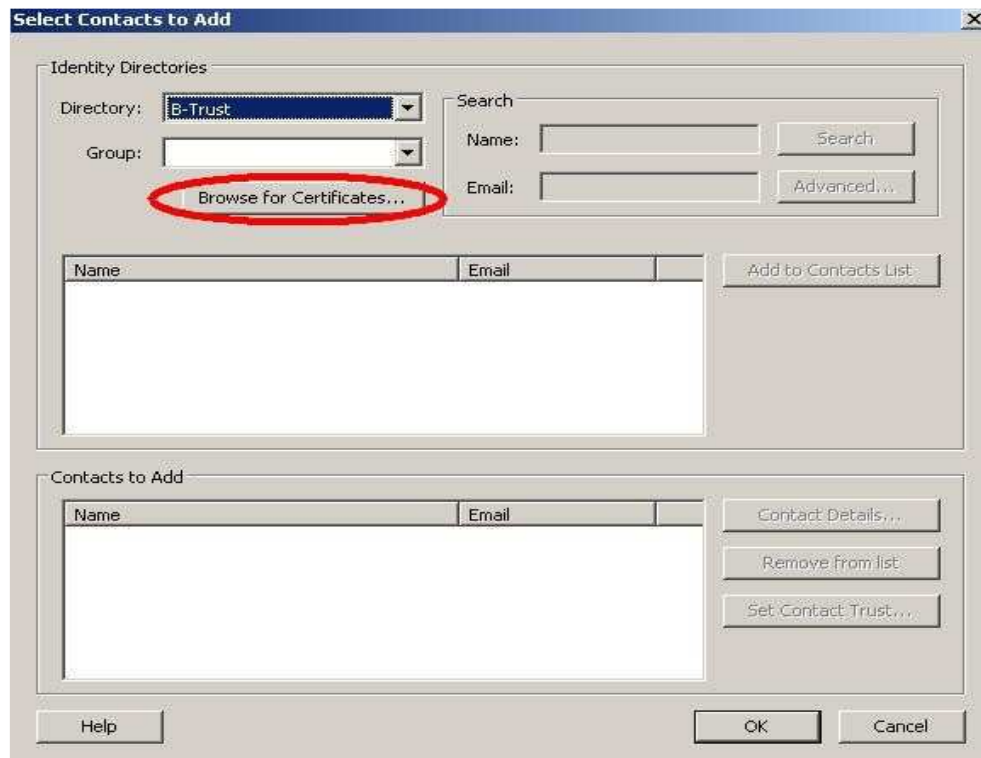 Select Contacts to Add
Identity Directories
Directory: B-Trust
Group:
Browse for Certificates...
Search
Name: Search
Email: Advanced...
Name Email
Add to Contacts List
Contacts to Add
Name Email
Contact Details...
Remove from list
Set Contact Trust...
Help OK Cancel